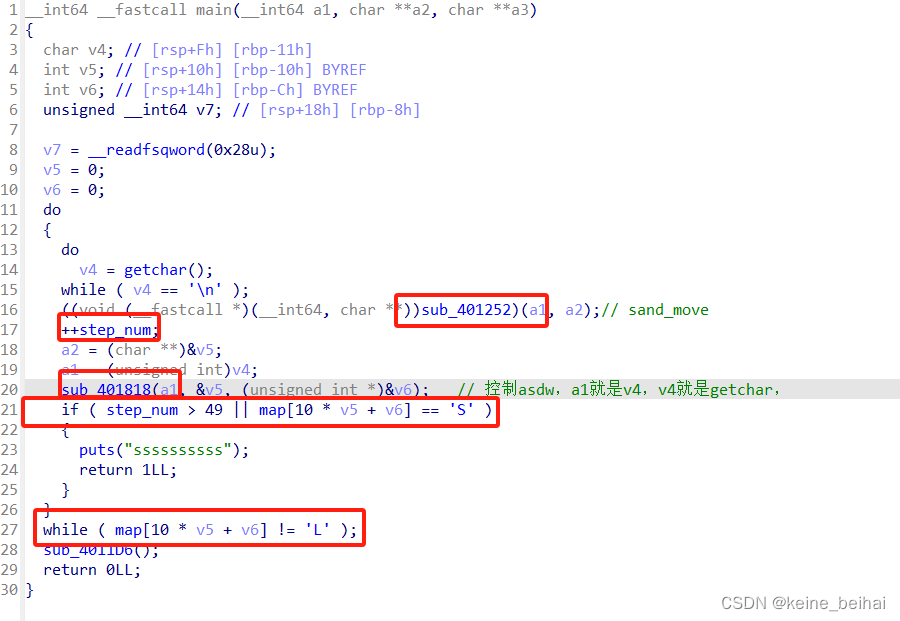 1 __int64 __fastcall main(__int64 a1, char **a2, char **a3)
2 {
3 char v4; // [rsp+Fh] [rbp-11h]
4 int v5; // [rsp+10h] [rbp-10h] BYREF
5 int v6; // [rsp+14h] [rbp-Ch] BYREF
6 unsigned __int64 v7; // [rsp+18h] [rbp-8h]
7
8 v7 = __readfsqword(0x28u);
9 v5 = 0;
10 v6 = 0;
11 do
12 {
13 do
14 v4 = getchar();
15 while ( v4 == '\n' );
16 ((void (__fastcall *)(__int64, char **))sub_401252)(a1, a2);// sand_move
17 ++step_num;
18 a2 = (char **)&v5;
19 a1 = (unsigned int)v4;
20 sub_401818(a1, &v5, (unsigned int *)&v6); // 控制asdw，a1就是v4，v4就是getchar，
21 if ( step_num > 49 || map[10 * v5 + v6] == 'S' )
22 {
23 puts("ssssssssss");
24 return 1LL;
25 }
26 }
27 while ( map[10 * v5 + v6] != 'L' );
28 sub_4011D6();
29 return 0LL;
30 }
CSDN @keine_beihai